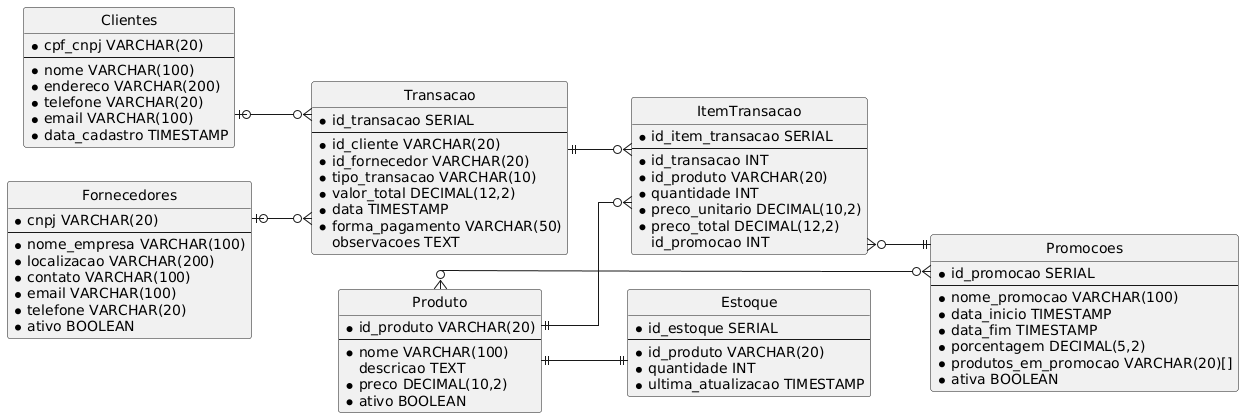 Clientes
cpf_cnpj VARCHAR(20)
nome VARCHAR(100)
endereco VARCHAR(200)
telefone VARCHAR(20)
email VARCHAR(100)
data_cadastro TIMESTAMP
Fornecedores
cnpj VARCHAR(20)
nome_empresa VARCHAR(100)
localizacao VARCHAR(200)
contato VARCHAR(100)
email VARCHAR(100)
telefone VARCHAR(20)
ativo BOOLEAN
Transacao
id_transacao SERIAL
id_cliente VARCHAR(20)
id_fornecedor VARCHAR(20)
tipo_transacao VARCHAR(10)
valor_total DECIMAL(12,2)
data TIMESTAMP
forma_pagamento VARCHAR(50)
observacoes TEXT
Produto
id_produto VARCHAR(20)
nome VARCHAR(100)
descricao TEXT
preco DECIMAL(10,2)
ativo BOOLEAN
ItemTransacao
id_item_transacao SERIAL
id_transacao INT
id_produto VARCHAR(20)
quantidade INT
preco_unitario DECIMAL(10,2)
preco_total DECIMAL(12,2)
id_promocao INT
Estoque
id_estoque SERIAL
id_produto VARCHAR(20)
quantidade INT
ultima_atualizacao TIMESTAMP
Promocoes
id_promocao SERIAL
nome_promocao VARCHAR(100)
data_inicio TIMESTAMP
data_fim TIMESTAMP
porcentagem DECIMAL(5,2)
produtos_em_promocao VARCHAR(20)[]
ativa BOOLEAN